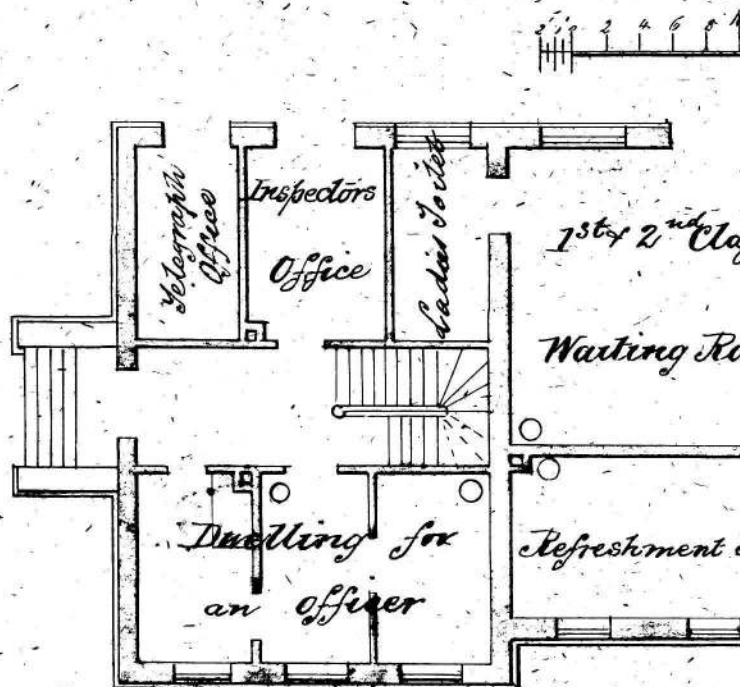 2 1 0 2 4 6 8
Telegraph
Office
Inspectors
Office
Ladies Toilet
1st & 2nd Clas
Waiting Ro
Dwelling for
an officer
Refreshment